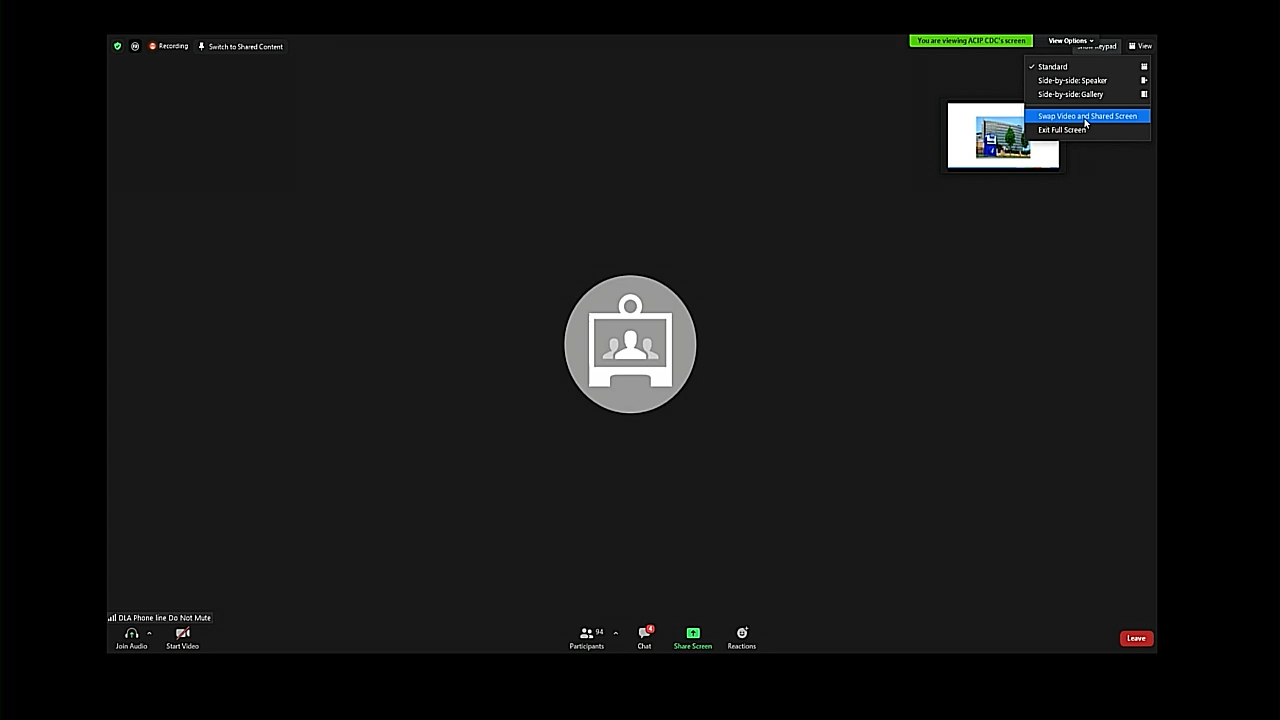 Recording
Switch to Shared Content
You are viewing ACIP CDC's screen
View Options
View
Standard
Side-by-side: Speaker
Side-by-side: Gallery
Swap Video and Shared Screen
Exit Full Screen
DLA Phone line Do Not Mute
Join Audio
Start Video
94
Participants
4
Chat
Share Screen
Reactions
Leave